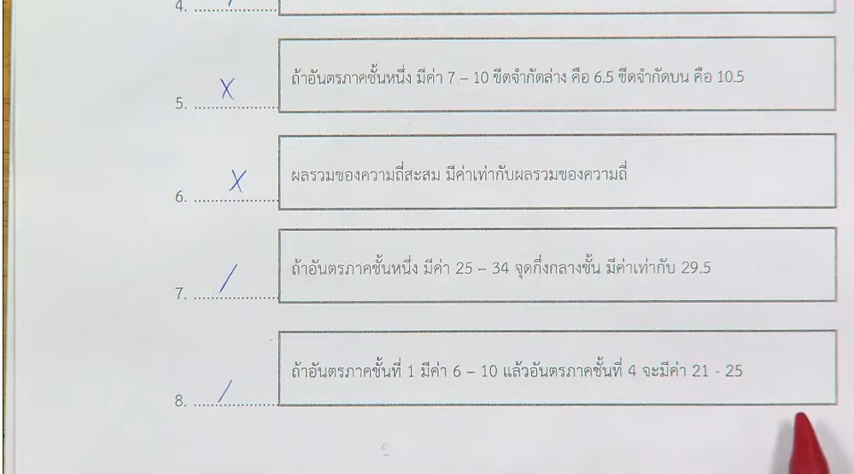 4. ............ /
5. ............ X ถ้าอันตรภาคชั้นหนึ่ง มีค่า 7 – 10 ขีดจำกัดล่าง คือ 6.5 ขีดจำกัดบน คือ 10.5
6. ............ X ผลรวมของความถี่สะสม มีค่าเท่ากับผลรวมของความถี่
7. ............ / ถ้าอันตรภาคชั้นหนึ่ง มีค่า 25 – 34 จุดกึ่งกลางชั้น มีค่าเท่ากับ 29.5
8. ............ / ถ้าอันตรภาคชั้นที่ 1 มีค่า 6 – 10 แล้วอันตรภาคชั้นที่ 4 จะมีค่า 21 - 25